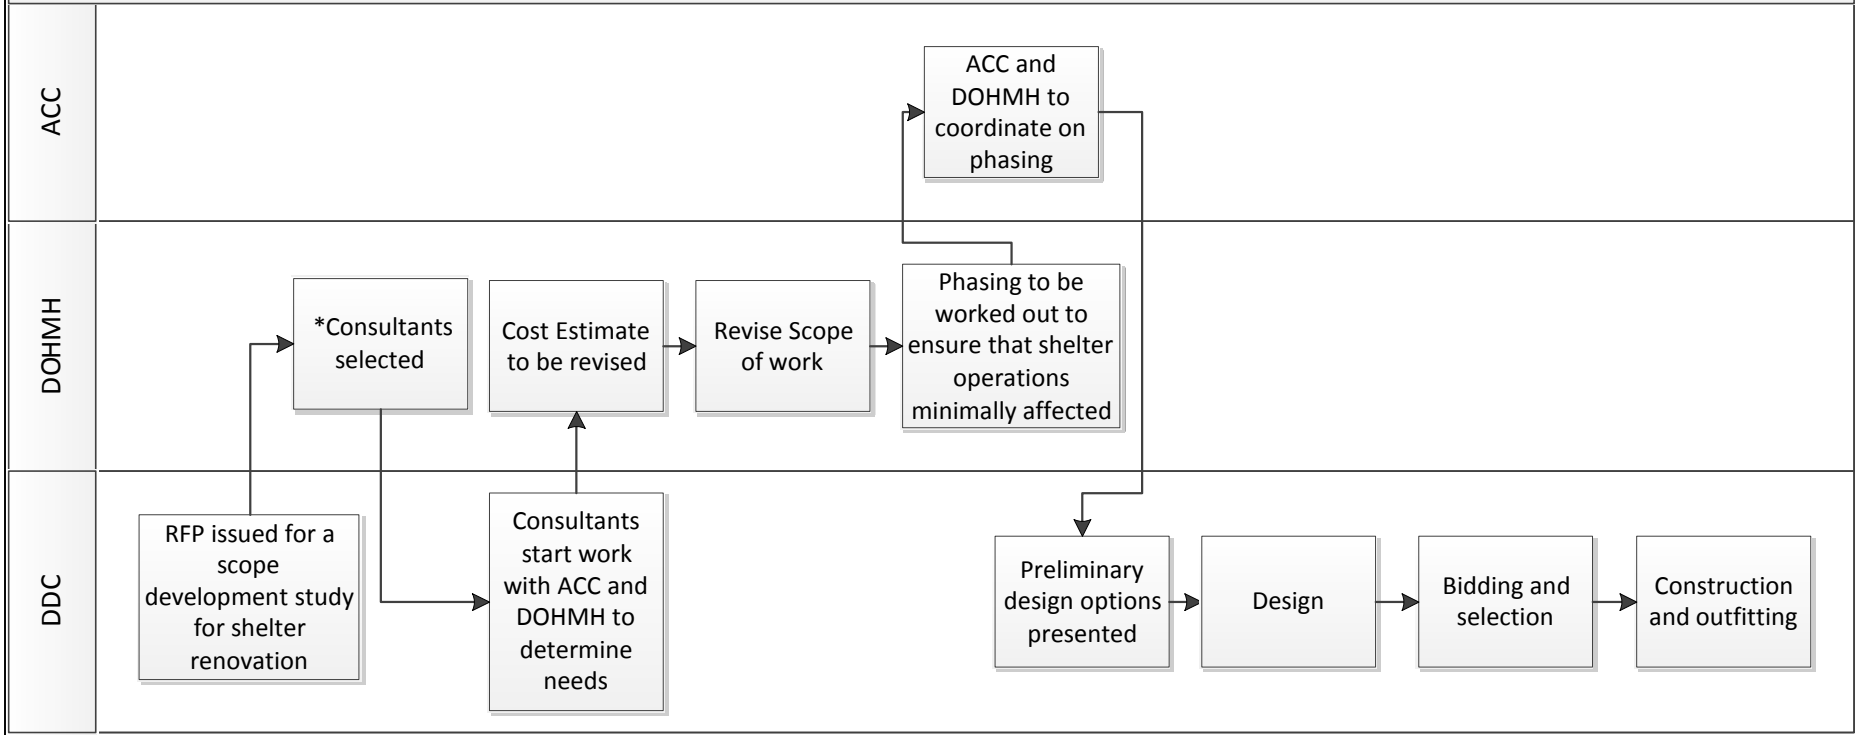 ACC
ACC and
DOHMH to
coordinate on
phasing
DOHMH
*Consultants
selected
Cost Estimate
to be revised
Revise Scope
of work
Phasing to be
worked out to
ensure that shelter
operations
minimally affected
DDC
RFP issued for a
scope
development study
for shelter
renovation
Consultants
start work
with ACC and
DOHMH to
determine
needs
Preliminary
design options
presented
Design
Bidding and
selection
Construction
and outfitting